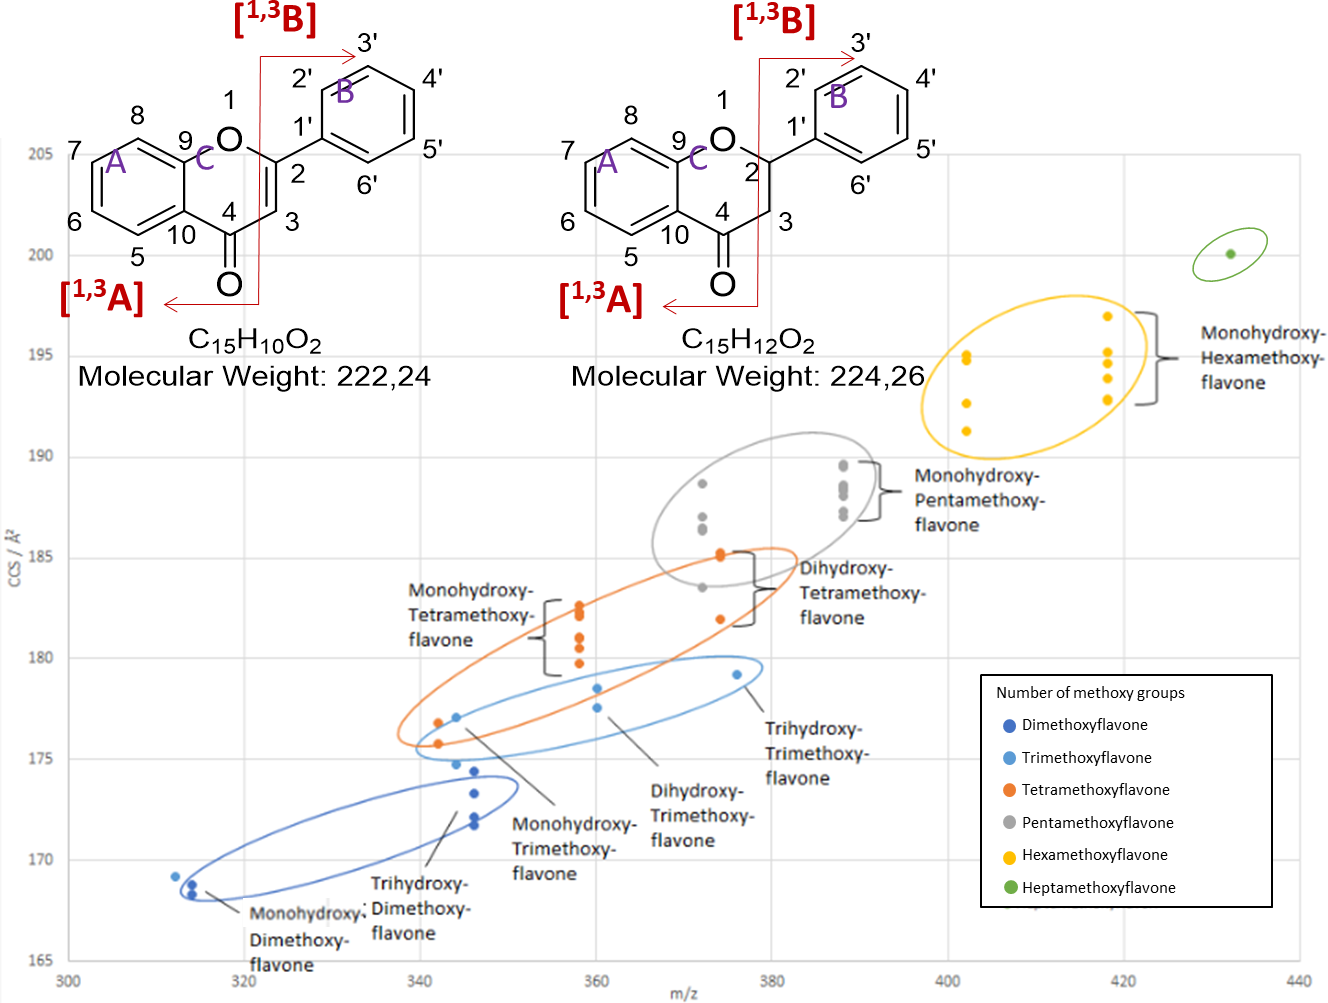 [1,3B]
[1,3B]
3'
3'
2'
B
4'
2'
B
4'
8
1
1'
5'
8
1
1'
5'
7
A
9
O
C
2
6'
7
A
9
O
C
2
6'
6
5
10
4
3
6
5
10
4
3
O
O
[1,3A]
[1,3A]
C15H10O2
Molecular Weight: 222,24
C15H12O2
Molecular Weight: 224,26
205
200
195
190
185
180
175
170
165
CCS / Å²
300
320
340
360
380
400
420
440
m/z
Monohydroxy-
Hexamethoxy-
flavone
Monohydroxy-
Pentamethoxy-
flavone
Dihydroxy-
Tetramethoxy-
flavone
Monohydroxy-
Tetramethoxy-
flavone
Trihydroxy-
Trimethoxy-
flavone
Dihydroxy-
Trimethoxy-
flavone
Monohydroxy-
Trimethoxy-
flavone
Trihydroxy-
Dimethoxy-
flavone
Monohydroxy-
Dimethoxy-
flavone
Number of methoxy groups
Dimethoxyflavone
Trimethoxyflavone
Tetramethoxyflavone
Pentamethoxyflavone
Hexamethoxyflavone
Heptamethoxyflavone